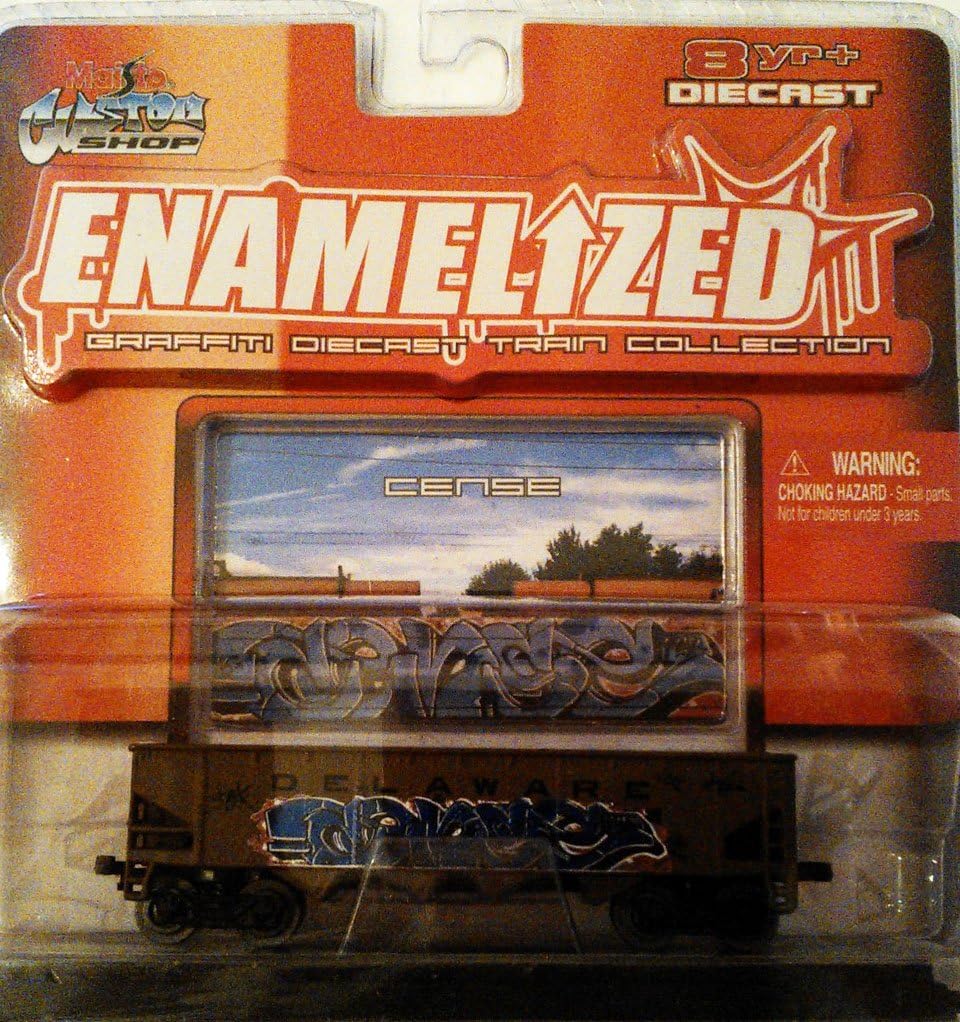 Maisto
CUSTOM
SHOP
8 yr+
DIECAST
ENAMELIZED
GRAFFITI DIECAST TRAIN COLLECTION
CENSE
WARNING:
CHOKING HAZARD - Small parts.
Not for children under 3 years.
DELAWARE